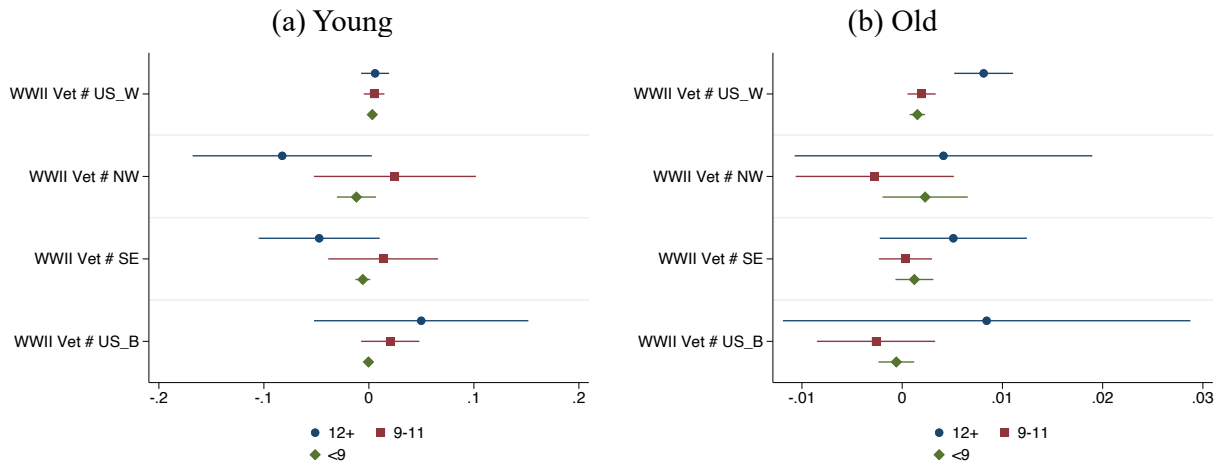 (a) Young
WWII Vet # US_W
WWII Vet # NW
WWII Vet # SE
WWII Vet # US_B
-.2 -.1 0 .1 .2
12+ 9-11
<9
(b) Old
WWII Vet # US_W
WWII Vet # NW
WWII Vet # SE
WWII Vet # US_B
-.01 0 .01 .02 .03
12+ 9-11
<9